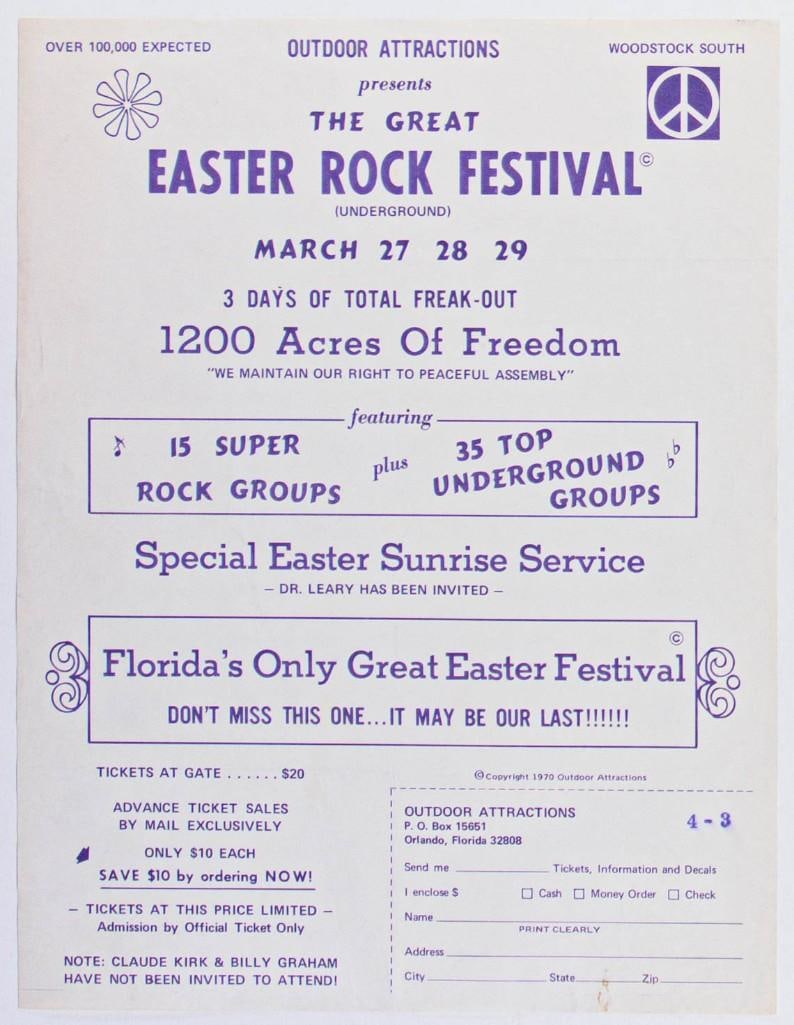 OVER 100,000 EXPECTED
OUTDOOR ATTRACTIONS
WOODSTOCK SOUTH
presents
THE GREAT
EASTER ROCK FESTIVAL©
(UNDERGROUND)
MARCH 27 28 29
3 DAYS OF TOTAL FREAK-OUT
1200 Acres Of Freedom
"WE MAINTAIN OUR RIGHT TO PEACEFUL ASSEMBLY"
featuring
15 SUPER
ROCK GROUPS
plus
35 TOP
UNDERGROUND
GROUPS
Special Easter Sunrise Service
– DR. LEARY HAS BEEN INVITED –
Florida's Only Great Easter Festival©
DON'T MISS THIS ONE...IT MAY BE OUR LAST!!!!!!
TICKETS AT GATE ...... $20
ADVANCE TICKET SALES
BY MAIL EXCLUSIVELY
ONLY $10 EACH
SAVE $10 by ordering NOW!
– TICKETS AT THIS PRICE LIMITED –
Admission by Official Ticket Only
NOTE: CLAUDE KIRK & BILLY GRAHAM
HAVE NOT BEEN INVITED TO ATTEND!
© Copyright 1970 Outdoor Attractions
OUTDOOR ATTRACTIONS
P. O. Box 15651
Orlando, Florida 32808
4-3
Send me ______ Tickets, Information and Decals
I enclose $ ☐ Cash ☐ Money Order ☐ Check
Name ______
PRINT CLEARLY
Address ______
City ______ State ______ Zip ______